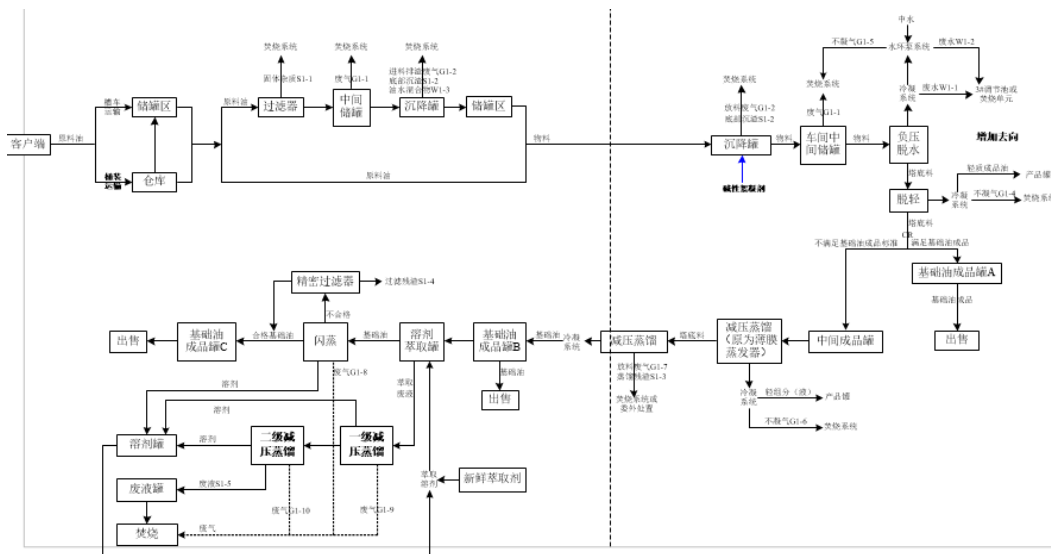 中水
焚烧系统
焚烧系统
焚烧系统
不凝气G1-5
水环泵系统
废水W1-2
固体杂质S1-1
废气G1-1
进料排渣废气G1-2
底部沉渣S1-2
油水混合物W1-3
焚烧系统
焚烧系统
冷凝
系统
废水W1-1
3#调节池或
焚烧单元
槽车
运输
储罐区
原料油
过滤器
中间
储罐
沉降罐
储罐区
放料废气G1-2
底部沉渣S1-2
废气G1-1
客户端
原料油
物料
沉降罐
物料
车间中
间储罐
物料
负压
脱水
增加去向
桶装
运输
仓库
原料油
碱性絮凝剂
塔底料
轻质成品油
产品罐
脱轻
冷凝
系统
不凝气G1-4
焚烧系统
塔底料
OR
不满足基础油成品标准
满足基础油成品
精密过滤器
过滤残渣S1-4
基础油成品罐A
不合格
基础油成品
出售
基础油
成品罐C
合格基础油
闪蒸
基础油
溶剂
萃取罐
基础油
成品罐B
基础油
冷凝
系统
减压蒸馏
塔底料
减压蒸馏
(原为薄膜
蒸发器)
中间成品罐
出售
废气G1-8
萃取
废液
基础油
废气G1-7
蒸馏残渣S1-3
溶剂
出售
焚烧系统或
委外处置
冷凝
系统
轻组分(液)
产品罐
溶剂
不凝气G1-6
焚烧系统
溶剂罐
溶剂
二级减
压蒸馏
一级减
压蒸馏
废液罐
废液S1-5
萃取
溶剂
新鲜萃取剂
废气G1-10
废气G1-9
焚烧
废气